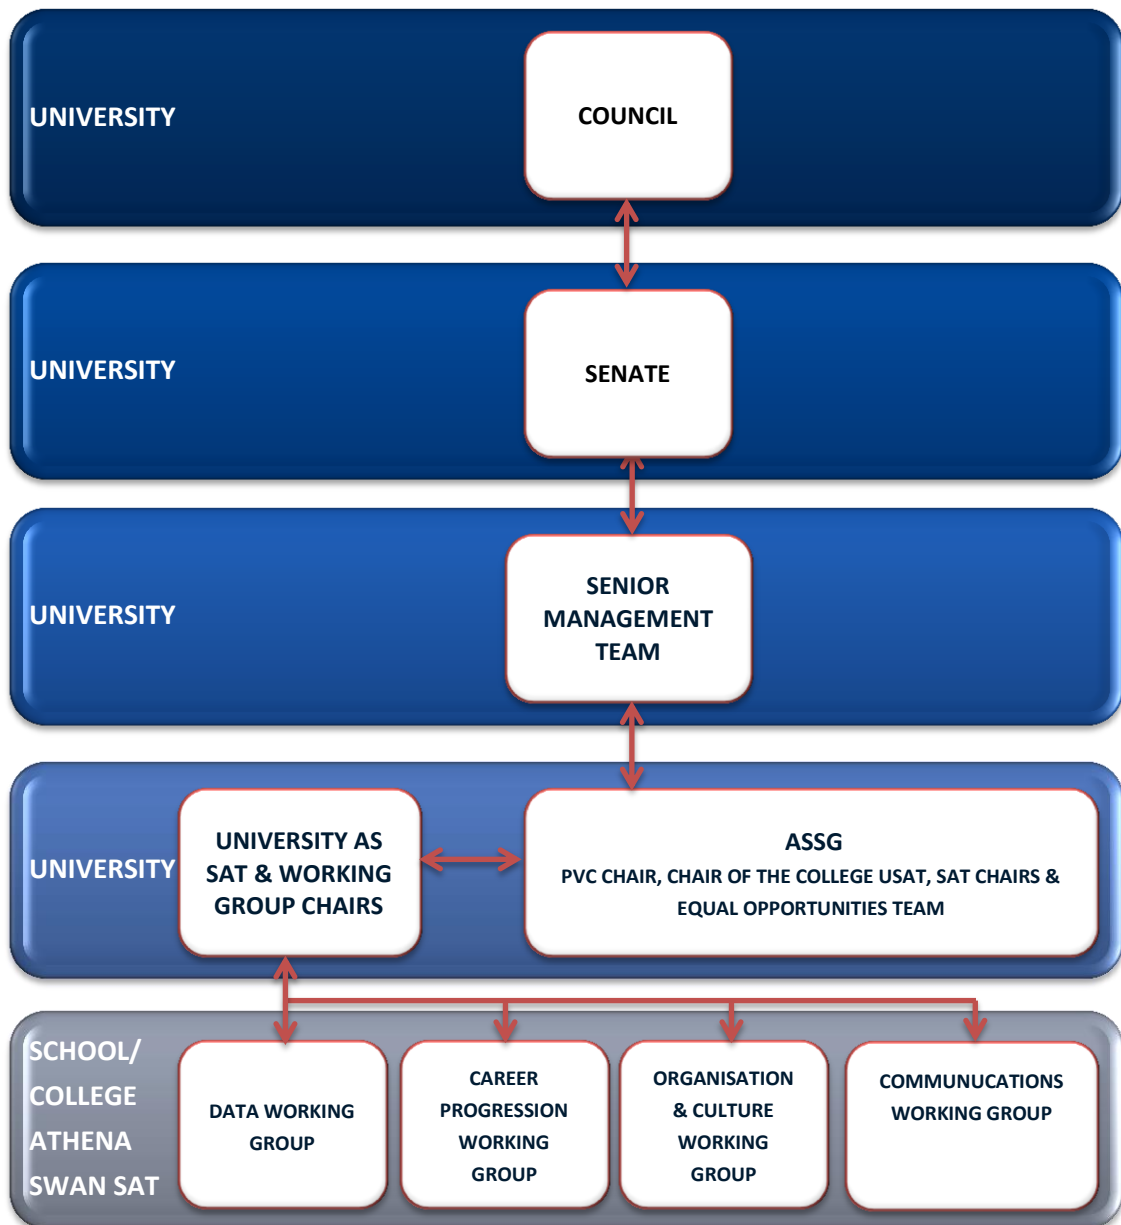 UNIVERSITY
COUNCIL
UNIVERSITY
SENATE
UNIVERSITY
SENIOR
MANAGEMENT
TEAM
UNIVERSITY
UNIVERSITY AS
SAT & WORKING
GROUP CHAIRS
ASSG
PVC CHAIR, CHAIR OF THE COLLEGE USAT, SAT CHAIRS &
EQUAL OPPORTUNITIES TEAM
SCHOOL/
COLLEGE
ATHENA
SWAN SAT
DATA WORKING
GROUP
CAREER
PROGRESSION
WORKING
GROUP
ORGANISATION
& CULTURE
WORKING
GROUP
COMMUNUCATIONS
WORKING GROUP